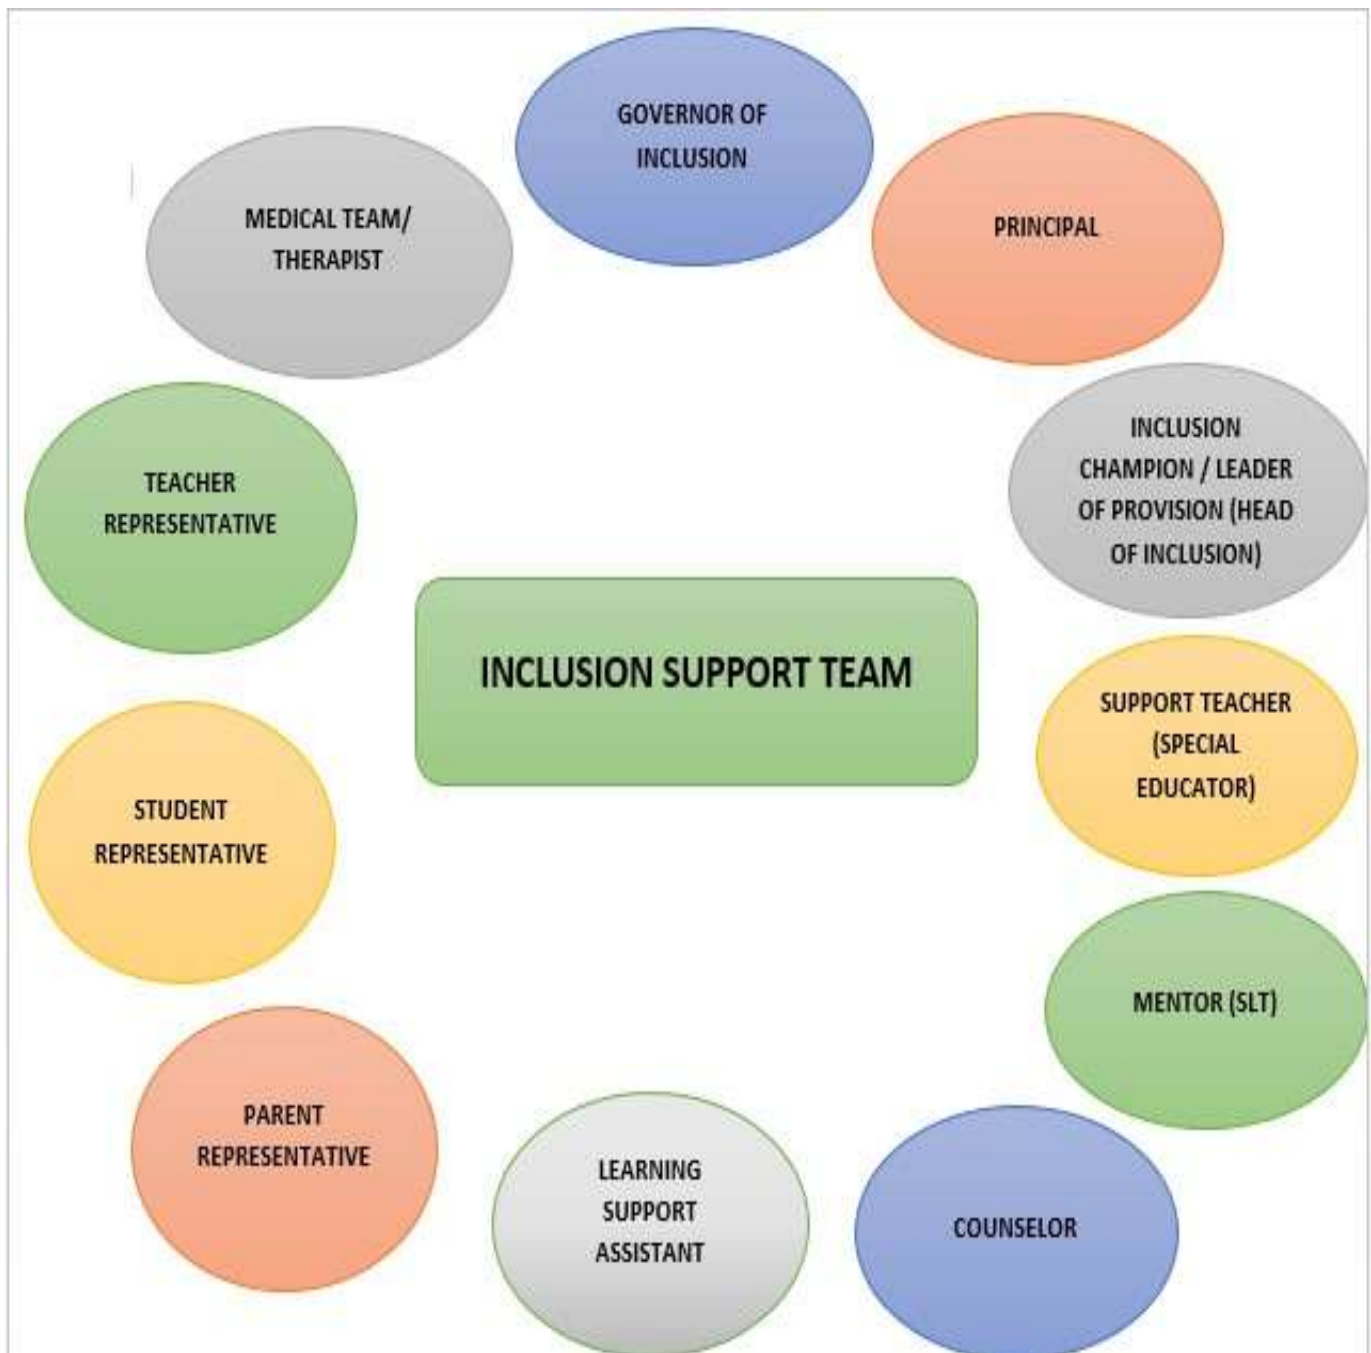 GOVERNOR OF
INCLUSION
PRINCIPAL
INCLUSION
CHAMPION / LEADER
OF PROVISION (HEAD
OF INCLUSION)
SUPPORT TEACHER
(SPECIAL
EDUCATOR)
MENTOR (SLT)
COUNSELOR
LEARNING
SUPPORT
ASSISTANT
PARENT
REPRESENTATIVE
STUDENT
REPRESENTATIVE
TEACHER
REPRESENTATIVE
MEDICAL TEAM/
THERAPIST
INCLUSION SUPPORT TEAM